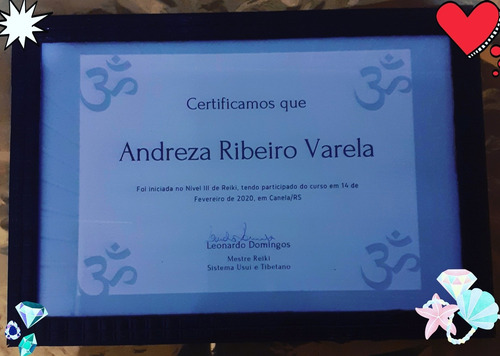 Certificamos que
Andreza Ribeiro Varela
Foi iniciada no Nível III de Reiki, tendo participado do curso em 14 de
Fevereiro de 2020, em Canela/RS
Leonardo Domingos
Mestre Reiki
Sistema Usui e Tibetano